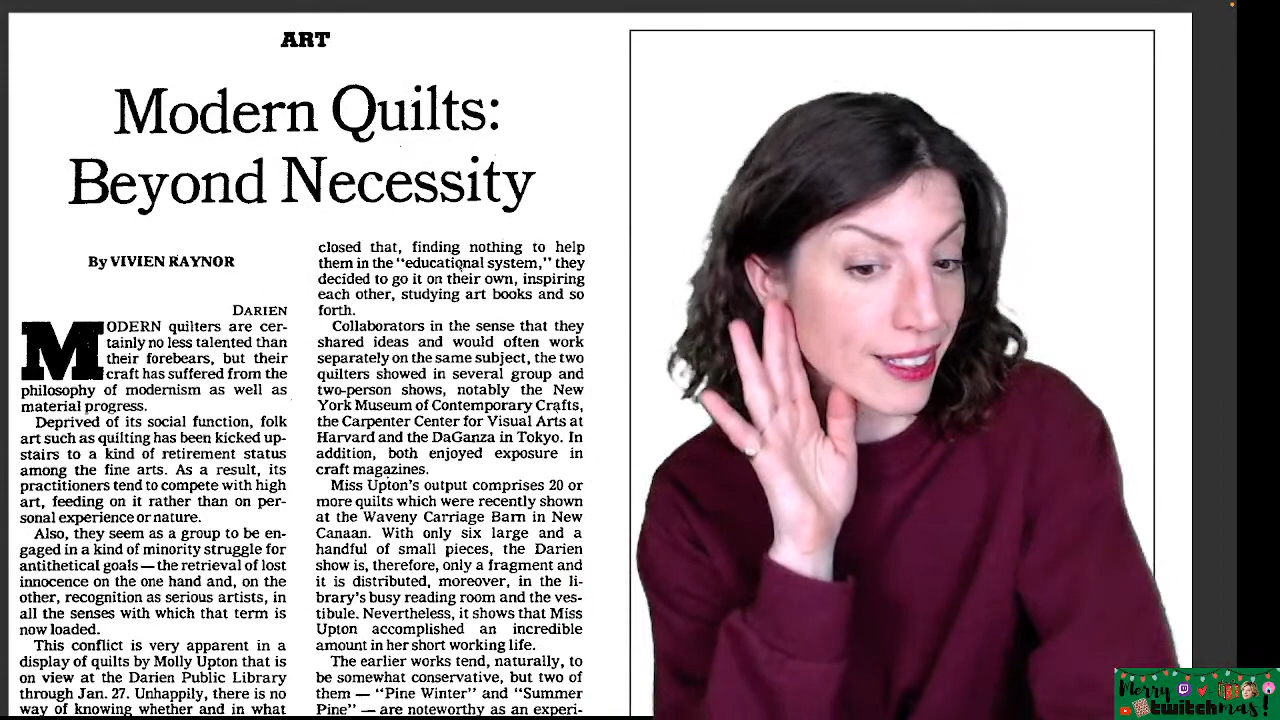 ART
Modern Quilts:
Beyond Necessity
By VIVIEN RAYNOR
DARIEN
MODERN quilters are cer-
tainly no less talented than
their forebears, but their
craft has suffered from the
philosophy of modernism as well as
material progress.
Deprived of its social function, folk
art such as quilting has been kicked up-
stairs to a kind of retirement status
among the fine arts. As a result, its
practitioners tend to compete with high
art, feeding on it rather than on per-
sonal experience or nature.
Also, they seem as a group to be en-
gaged in a kind of minority struggle for
antithetical goals — the retrieval of lost
innocence on the one hand and, on the
other, recognition as serious artists, in
all the senses with which that term is
now loaded.
This conflict is very apparent in a
display of quilts by Molly Upton that is
on view at the Darien Public Library
through Jan. 27. Unhappily, there is no
way of knowing whether and in what
closed that, finding nothing to help
them in the “educational system,” they
decided to go it on their own, inspiring
each other, studying art books and so
forth.
Collaborators in the sense that they
shared ideas and would often work
separately on the same subject, the two
quilters showed in several group and
two-person shows, notably the New
York Museum of Contemporary Crafts,
the Carpenter Center for Visual Arts at
Harvard and the DaGanza in Tokyo. In
addition, both enjoyed exposure in
craft magazines.
Miss Upton's output comprises 20 or
more quilts which were recently shown
at the Waveny Carriage Barn in New
Canaan. With only six large and a
handful of small pieces, the Darien
show is, therefore, only a fragment and
it is distributed, moreover, in the li-
brary's busy reading room and the ves-
tibule. Nevertheless, it shows that Miss
Upton accomplished an incredible
amount in her short working life.
The earlier works tend, naturally, to
be somewhat conservative, but two of
them — “Pine Winter” and “Summer
Pine” — are noteworthy as an experi-
Merry
twitchmas!